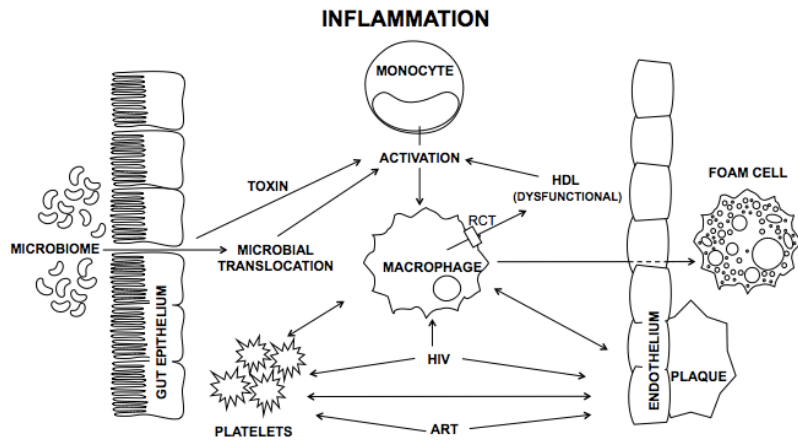 INFLAMMATION
MONOCYTE
ACTIVATION
TOXIN
HDL
(DYSFUNCTIONAL)
FOAM CELL
RCT
MICROBIOME
MICROBIAL
TRANSLOCATION
MACROPHAGE
GUT EPITHELIUM
HIV
ENDOTHELIUM
PLAQUE
PLATELETS
ART